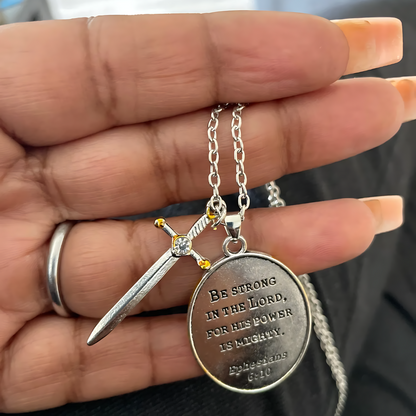 BE STRONG
IN THE LORD,
FOR HIS POWER
IS MIGHTY.
Ephesians
6:10